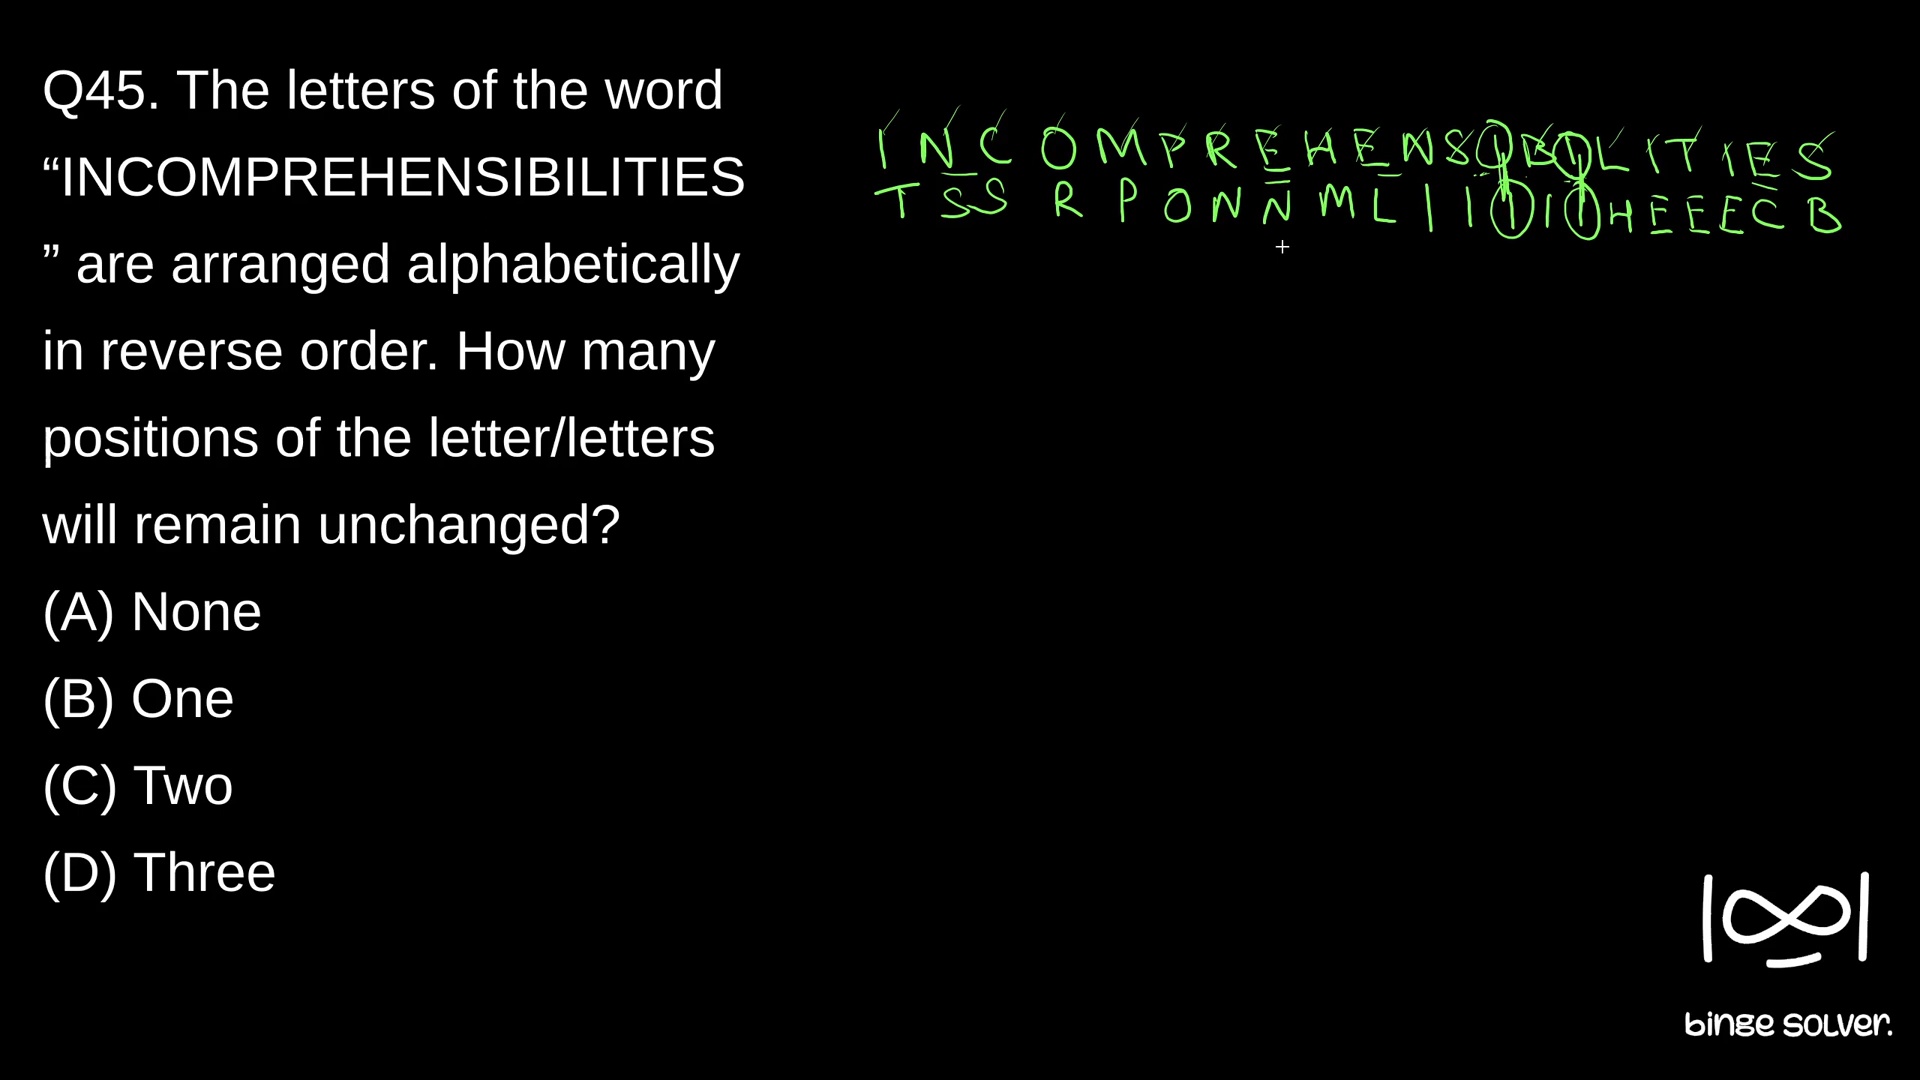 Q45. The letters of the word
“INCOMPREHENSIBILITIES
” are arranged alphabetically
in reverse order. How many
positions of the letter/letters
will remain unchanged?
(A) None
(B) One
(C) Two
(D) Three
I N C O M P R E H E N S I B I L I T I E S
T S S R P O N N M L I I I I I H E E E C B
binge solver.